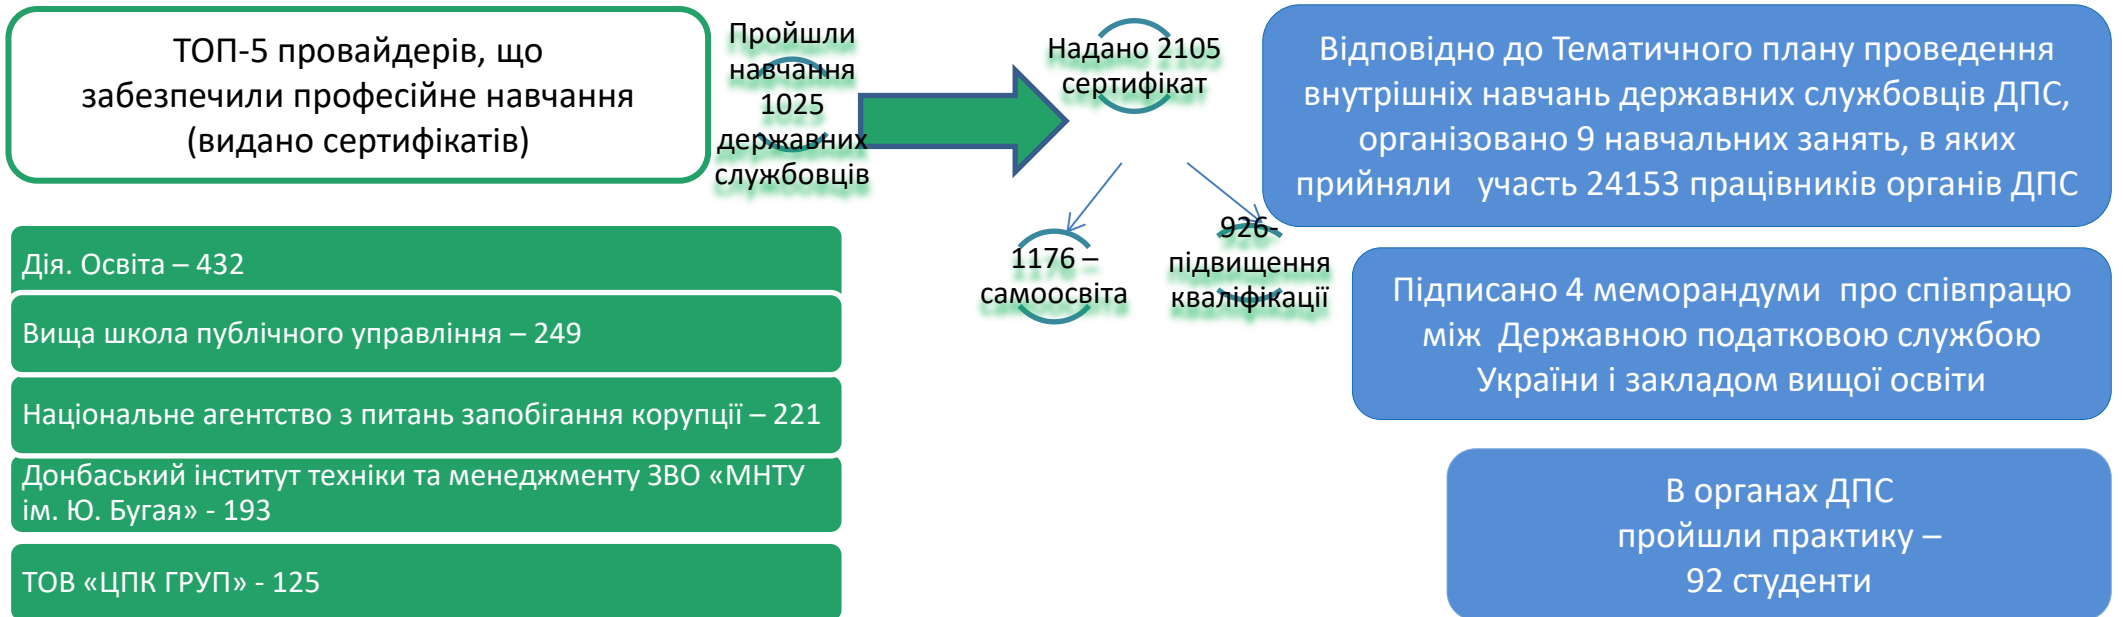 ТОП-5 провайдерів, що
забезпечили професійне навчання
(видано сертифікатів)
Пройшли
навчання
1025
державних
службовців
Надано 2105
сертифікат
1176 –
самоосвіта
926-
підвищення
кваліфікації
Дія. Освіта – 432
Вища школа публічного управління – 249
Національне агентство з питань запобігання корупції – 221
Донбаський інститут техніки та менеджменту ЗВО «МНТУ
ім. Ю. Бугая» - 193
ТОВ «ЦПК ГРУП» - 125
Відповідно до Тематичного плану проведення
внутрішніх навчань державних службовців ДПС,
організовано 9 навчальних занять, в яких
прийняли участь 24153 працівників органів ДПС
Підписано 4 меморандуми про співпрацю
між Державною податковою службою
України і закладом вищої освіти
В органах ДПС
пройшли практику –
92 студенти